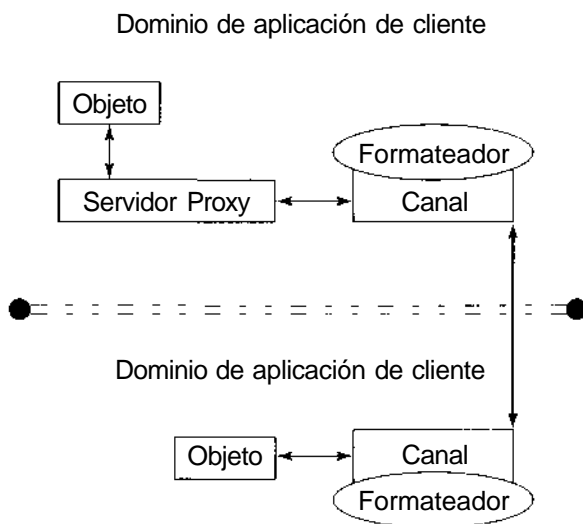 Dominio de aplicación de cliente
Objeto
Formateador
Servidor Proxy
Canal
Dominio de aplicación de cliente
Objeto
Canal
Formateador